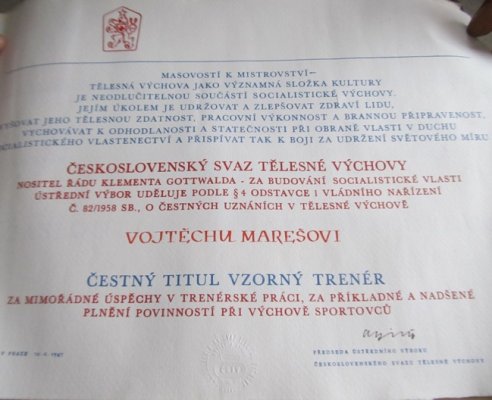 MASOVOSTÍ K MISTROVSTVÍ—
TĚLESNÁ VÝCHOVA JAKO VÝZNAMNÁ SLOŽKA KULTURY
JE NEODLUČITELNOU SOUČÁSTÍ SOCIALISTICKÉ VÝCHOVY.
JEJÍM ÚKOLEM JE UDRŽOVAT A ZLEPŠOVAT ZDRAVÍ LIDU,
JEHO TĚLESNOU ZDATNOST, PRACOVNÍ VÝKONNOST A BRANNOU PŘIPRAVENOST,
VYCHOVÁVAT K ODHODLANOSTI A STATEČNOSTI PŘI OBRANĚ VLASTI V DUCHU
VLASTENECTVÍ A PŘISPÍVAT TAK K BOJI ZA UDRŽENÍ SVĚTOVÉHO MÍRU
ČESKOSLOVENSKÝ SVAZ TĚLESNÉ VÝCHOVY
NOSITEL ŘÁDU KLEMENTA GOTTWALDA - ZA BUDOVÁNÍ SOCIALISTICKÉ VLASTI
ÚSTŘEDNÍ VÝBOR UDĚLUJE PODLE § 4 ODSTAVCE 1 VLÁDNÍHO NAŘÍZENÍ
Č. 82/1958 SB., O ČESTNÝCH UZNÁNÍCH V TĚLESNÉ VÝCHOVĚ
VOJTĚCHU MAREŠOVI
ČESTNÝ TITUL VZORNÝ TRENÉR
ZA MIMOŘÁDNÉ ÚSPĚCHY V TRENÉRSKÉ PRÁCI, ZA PŘÍKLADNÉ A NADŠENÉ
PLNĚNÍ POVINNOSTÍ PŘI VÝCHOVĚ SPORTOVCŮ
V PRAZE
PŘEDSEDA ÚSTŘEDNÍHO VÝBORU
ČESKOSLOVENSKÉHO SVAZU TĚLESNÉ VÝCHOVY